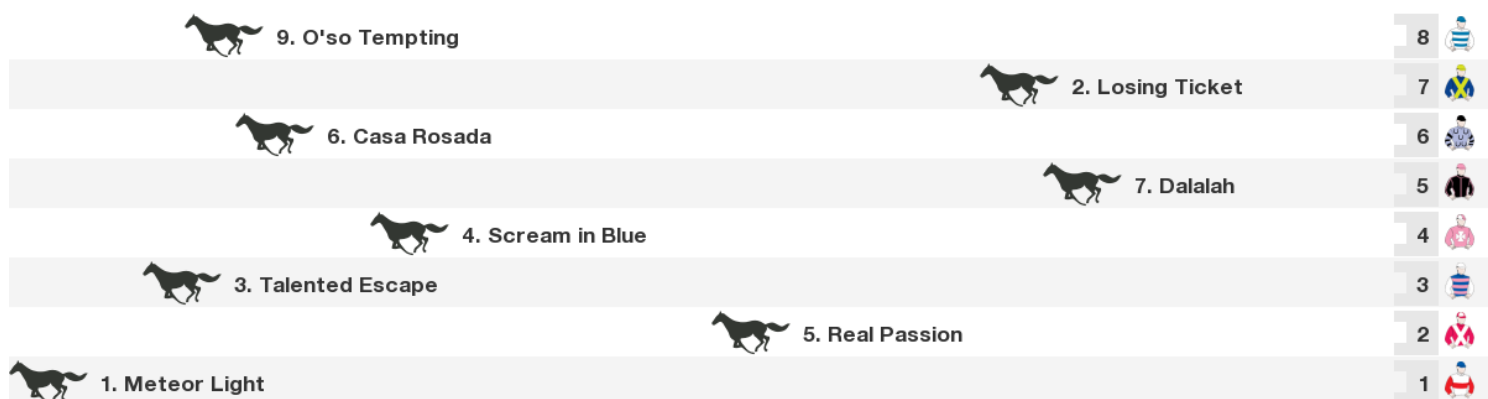 9. O'so Tempting 8
2. Losing Ticket 7
6. Casa Rosada 6
7. Dalalah 5
4. Scream in Blue 4
3. Talented Escape 3
5. Real Passion 2
1. Meteor Light 1